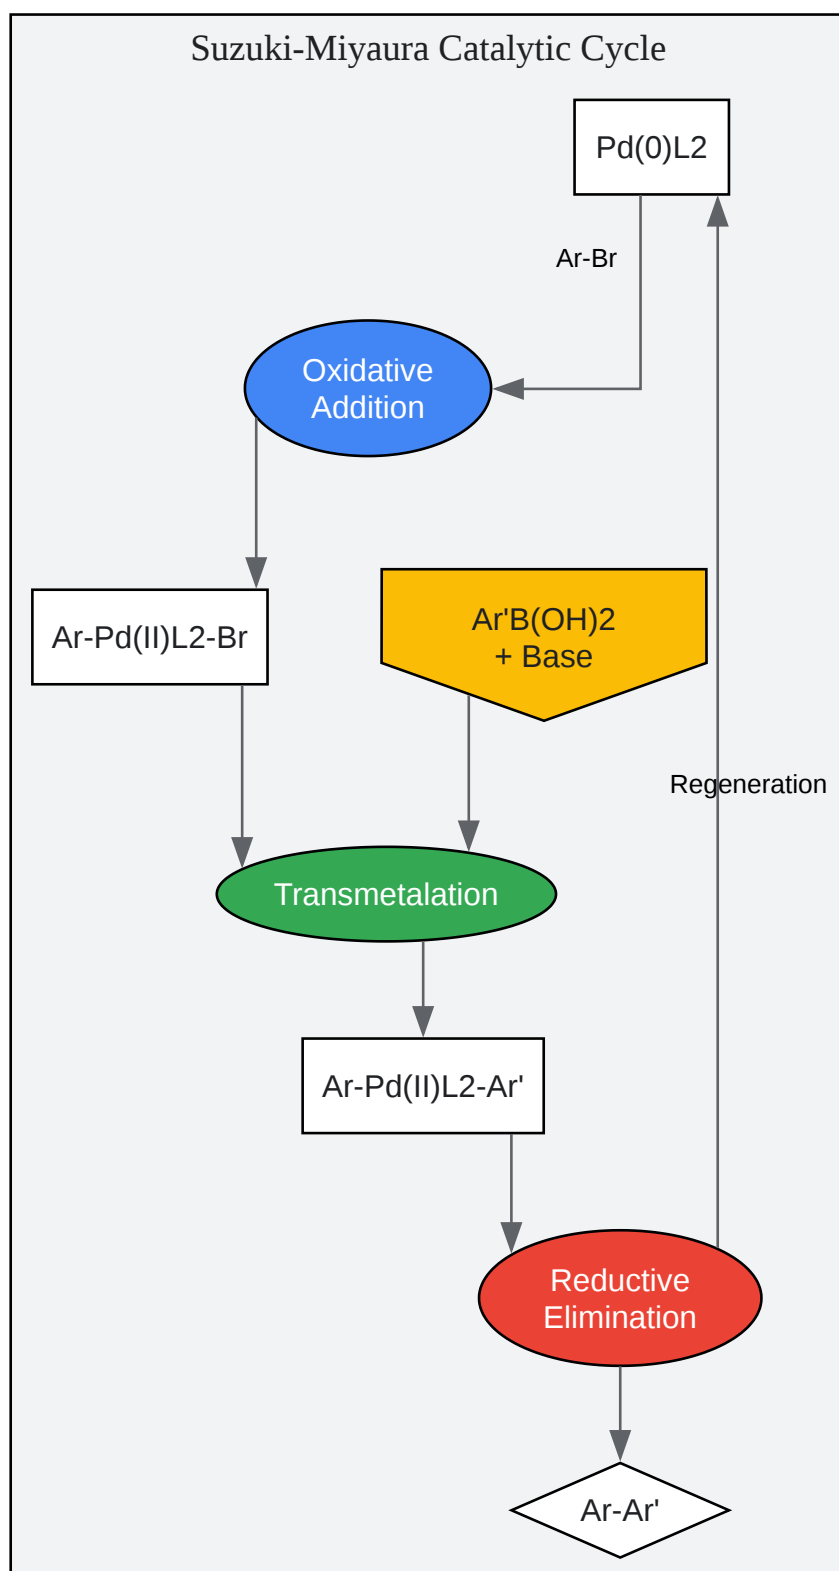 Suzuki-Miyaura Catalytic Cycle
Pd(0)L2
Ar-Br
Oxidative
Addition
Ar-Pd(II)L2-Br
Ar'B(OH)2
+ Base
Regeneration
Transmetalation
Ar-Pd(II)L2-Ar'
Reductive
Elimination
Ar-Ar'